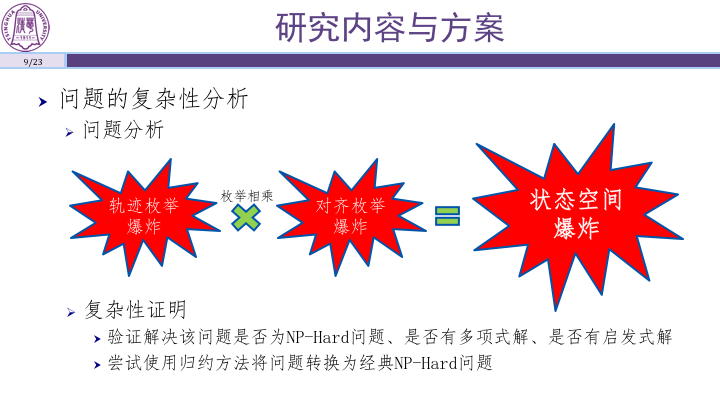 研究内容与方案
TSINGHUA UNIVERSITY
1911
9/23
问题的复杂性分析
问题分析
轨迹枚举
爆炸
枚举相乘
对齐枚举
爆炸
状态空间
爆炸
复杂性证明
验证解决该问题是否为NP-Hard问题、是否有多项式解、是否有启发式解
尝试使用归约方法将问题转换为经典NP-Hard问题